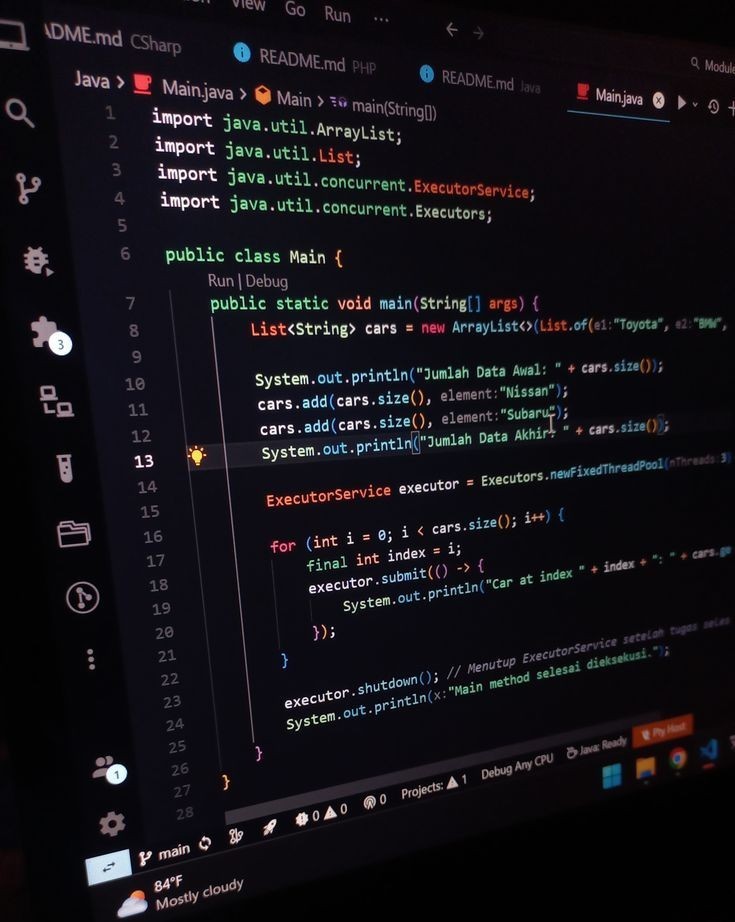 View Go Run ...
DME.md CSharp README.md PHP README.md Java Main.java
Module
Java > Main.java > Main > main(String[])
1 import java.util.ArrayList;
2 import java.util.List;
3 import java.util.concurrent.ExecutorService;
4 import java.util.concurrent.Executors;
5
6 public class Main {
Run | Debug
7 public static void main(String[] args) {
8 List<String> cars = new ArrayList<>(List.of(e1:"Toyota", e2:"BMW",
9
10 System.out.println("Jumlah Data Awal: " + cars.size());
11 cars.add(cars.size(), element:"Nissan");
12 cars.add(cars.size(), element:"Subaru");
13 System.out.println("Jumlah Data Akhir: " + cars.size());
14
15 ExecutorService executor = Executors.newFixedThreadPool(nThreads:3)
16
17 for (int i = 0; i < cars.size(); i++) {
18 final int index = i;
19 executor.submit(() -> {
20 System.out.println("Car at index " + index + ": " + cars.ge
21 });
22 }
23
24 executor.shutdown(); // Menutup ExecutorService setelah tugas seles
25 System.out.println(x:"Main method selesai dieksekusi.");
26 }
27 }
28
3
1
main 0 0 0 Projects: 1 Debug Any CPU Java: Ready Pty Host
84°F
Mostly cloudy